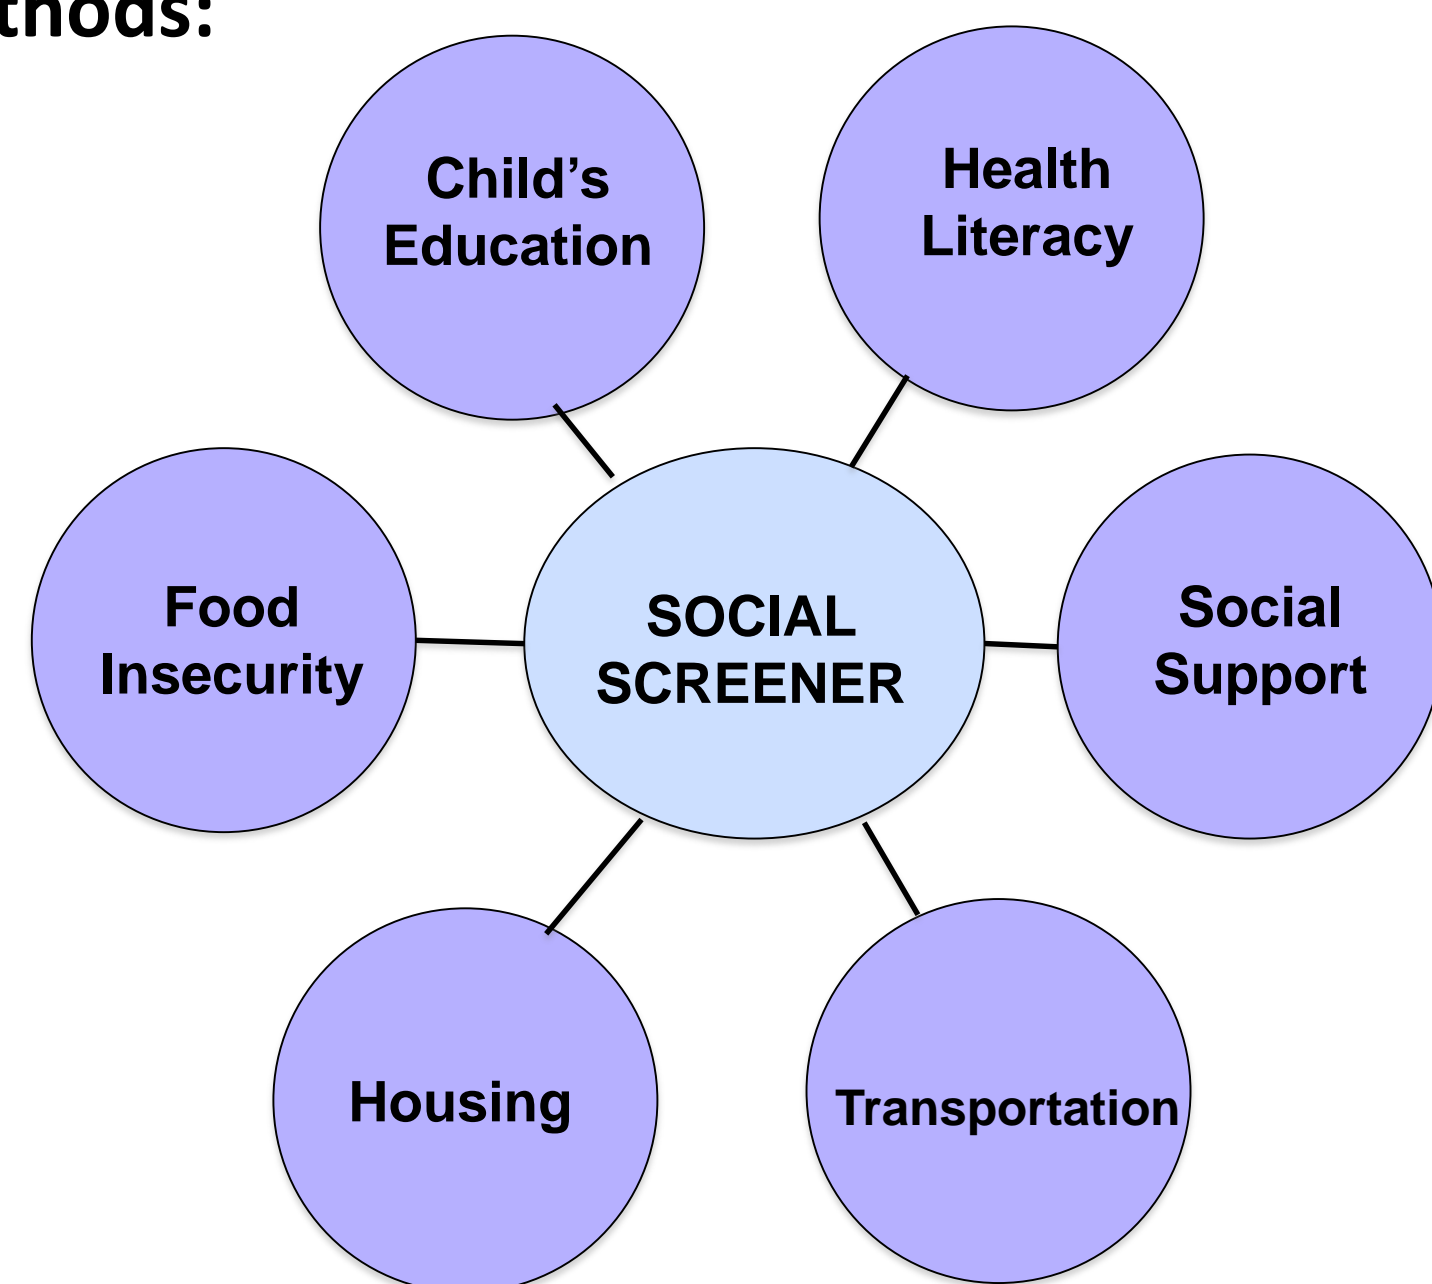 thods:
Child’s
Education
Health
Literacy
Food
Insecurity
SOCIAL
SCREENER
Social
Support
Housing
Transportation